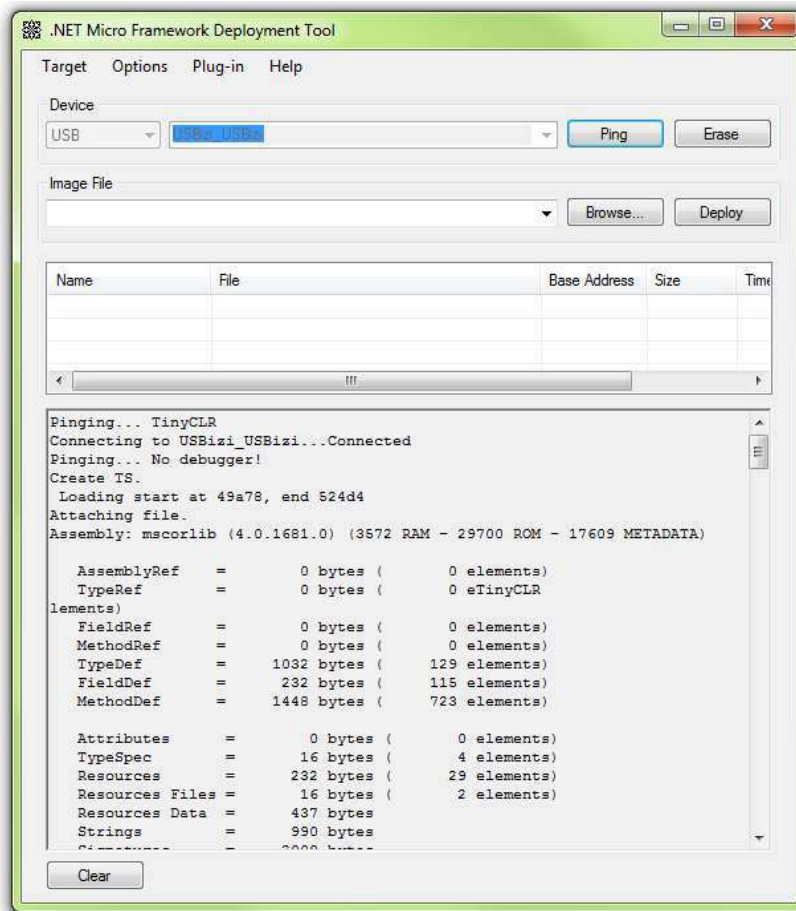 .NET Micro Framework Deployment Tool
Target Options Plug-in Help
Device
USB USBizi_USBizi Ping Erase
Image File
Browse... Deploy
Name File Base Address Size Time
Pinging... TinyCLR
Connecting to USBizi_USBizi...Connected
Pinging... No debugger!
Create TS.
Loading start at 49a78, end 524d4
Attaching file.
Assembly: mscorlib (4.0.1681.0) (3572 RAM - 29700 ROM - 17609 METADATA)
AssemblyRef = 0 bytes ( 0 elements)
TypeRef = 0 bytes ( 0 eTinyCLR
lements)
FieldRef = 0 bytes ( 0 elements)
MethodRef = 0 bytes ( 0 elements)
TypeDef = 1032 bytes ( 129 elements)
FieldDef = 232 bytes ( 115 elements)
MethodDef = 1448 bytes ( 723 elements)
Attributes = 0 bytes ( 0 elements)
TypeSpec = 16 bytes ( 4 elements)
Resources = 232 bytes ( 29 elements)
Resources Files = 16 bytes ( 2 elements)
Resources Data = 437 bytes
Strings = 990 bytes
Clear